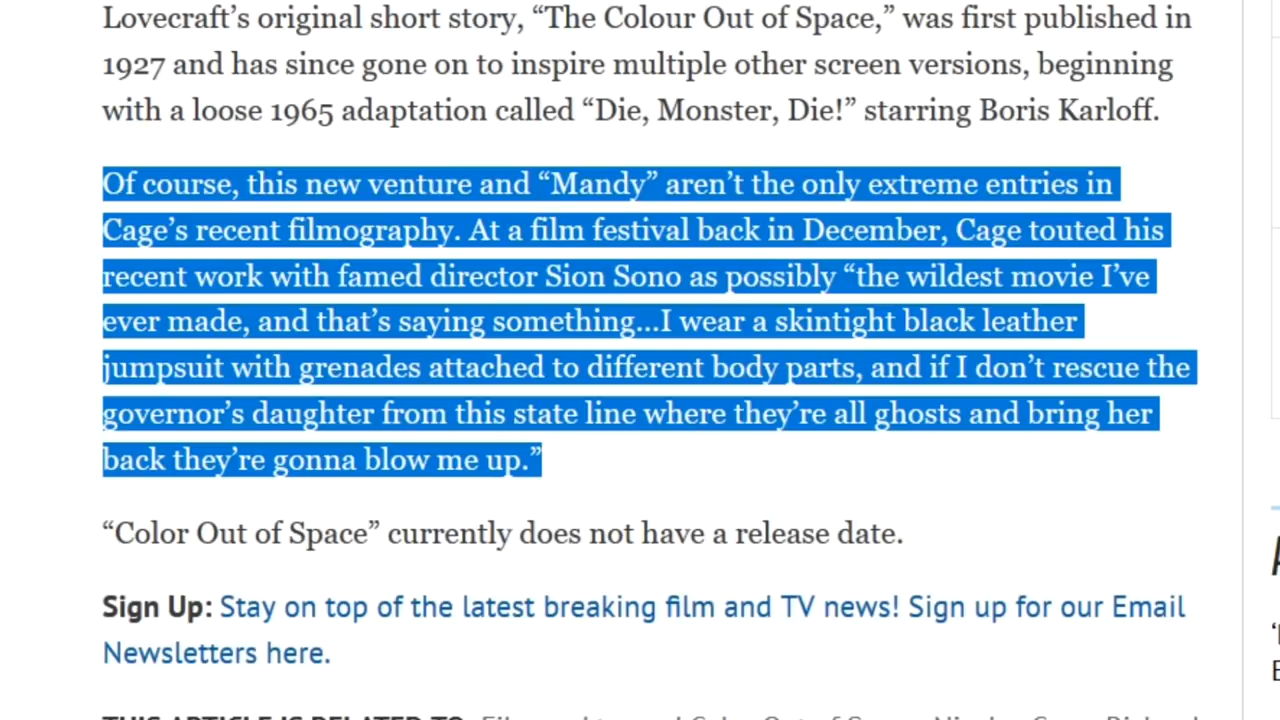 Lovecraft’s original short story, “The Colour Out of Space,” was first published in
1927 and has since gone on to inspire multiple other screen versions, beginning
with a loose 1965 adaptation called “Die, Monster, Die!” starring Boris Karloff.
Of course, this new venture and “Mandy” aren’t the only extreme entries in
Cage’s recent filmography. At a film festival back in December, Cage touted his
recent work with famed director Sion Sono as possibly “the wildest movie I’ve
ever made, and that’s saying something…I wear a skintight black leather
jumpsuit with grenades attached to different body parts, and if I don’t rescue the
governor’s daughter from this state line where they’re all ghosts and bring her
back they’re gonna blow me up.”
“Color Out of Space” currently does not have a release date.
Sign Up: Stay on top of the latest breaking film and TV news! Sign up for our Email
Newsletters here.
THIS ARTICLE IS RELATED TO: